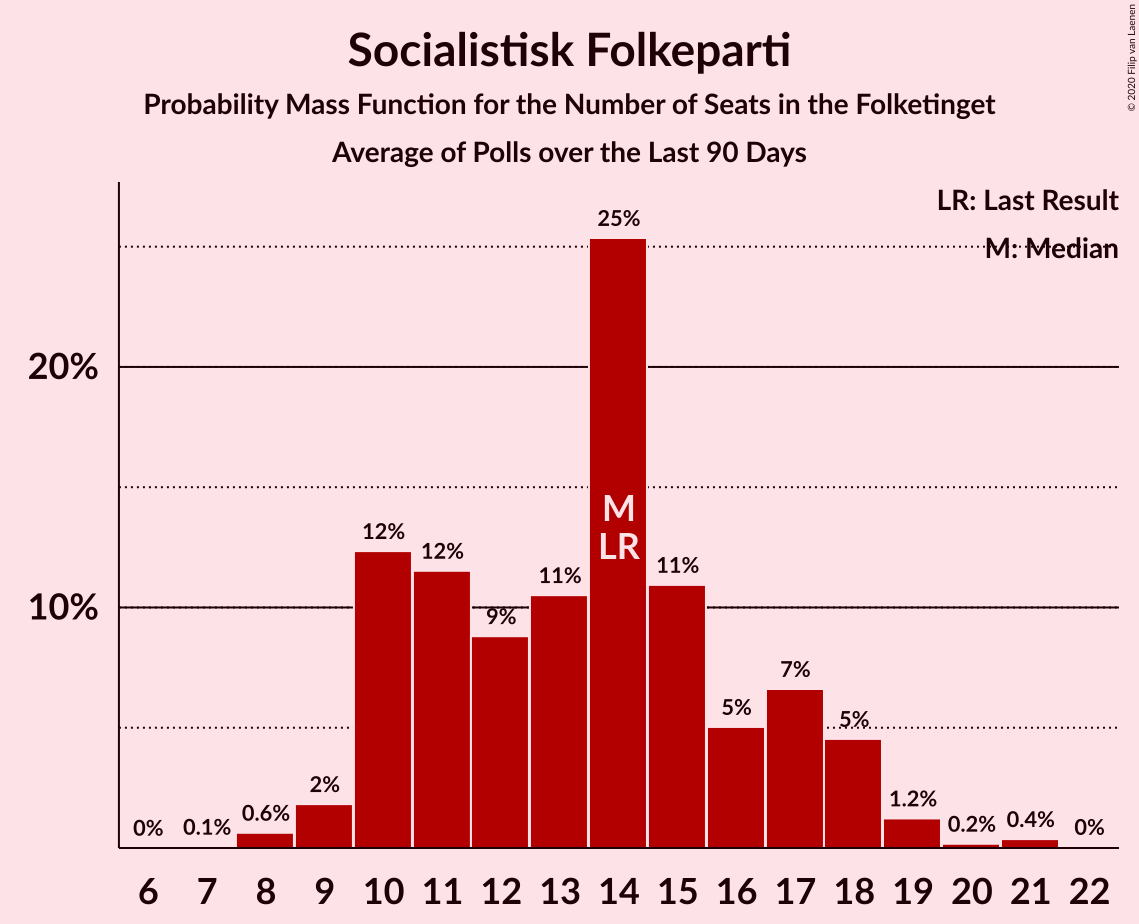 Socialistisk Folkeparti
Probability Mass Function for the Number of Seats in the Folketinget
Average of Polls over the Last 90 Days
© 2020 Filip van Laenen
LR: Last Result
M: Median
20%
10%
0%
0.1%
0.6%
2%
12%
12%
9%
11%
25%
11%
5%
7%
5%
1.2%
0.2%
0.4%
0%
M
LR
6 7 8 9 10 11 12 13 14 15 16 17 18 19 20 21 22